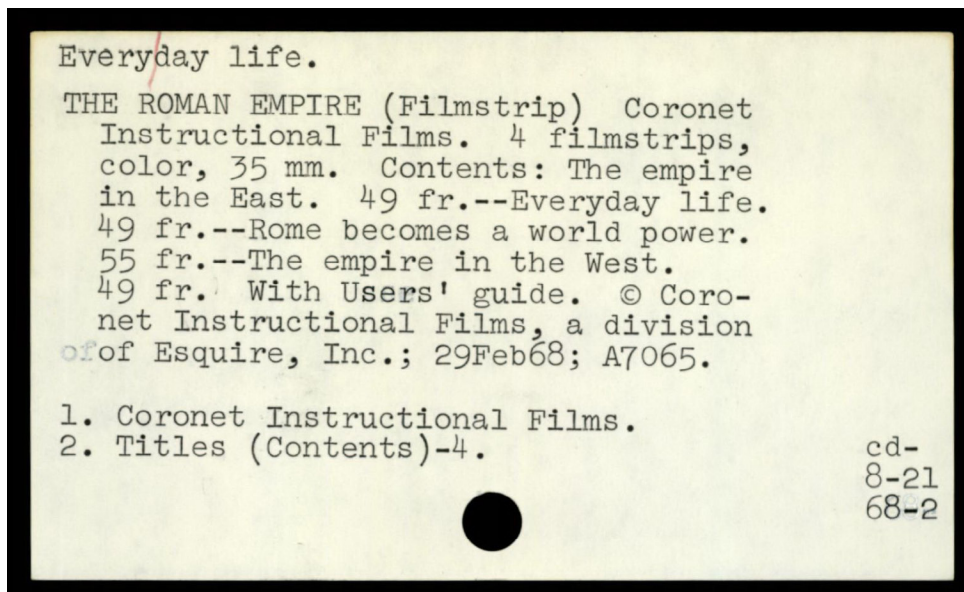 Everyday life.
THE ROMAN EMPIRE (Filmstrip) Coronet
Instructional Films. 4 filmstrips,
color, 35 mm. Contents: The empire
in the East. 49 fr.--Everyday life.
49 fr.--Rome becomes a world power.
55 fr.--The empire in the West.
49 fr. With Users' guide. © Coro-
net Instructional Films, a division
of of Esquire, Inc.; 29Feb68; A7065.
1. Coronet Instructional Films.
2. Titles (Contents)-4.
cd-
8-21
68-2